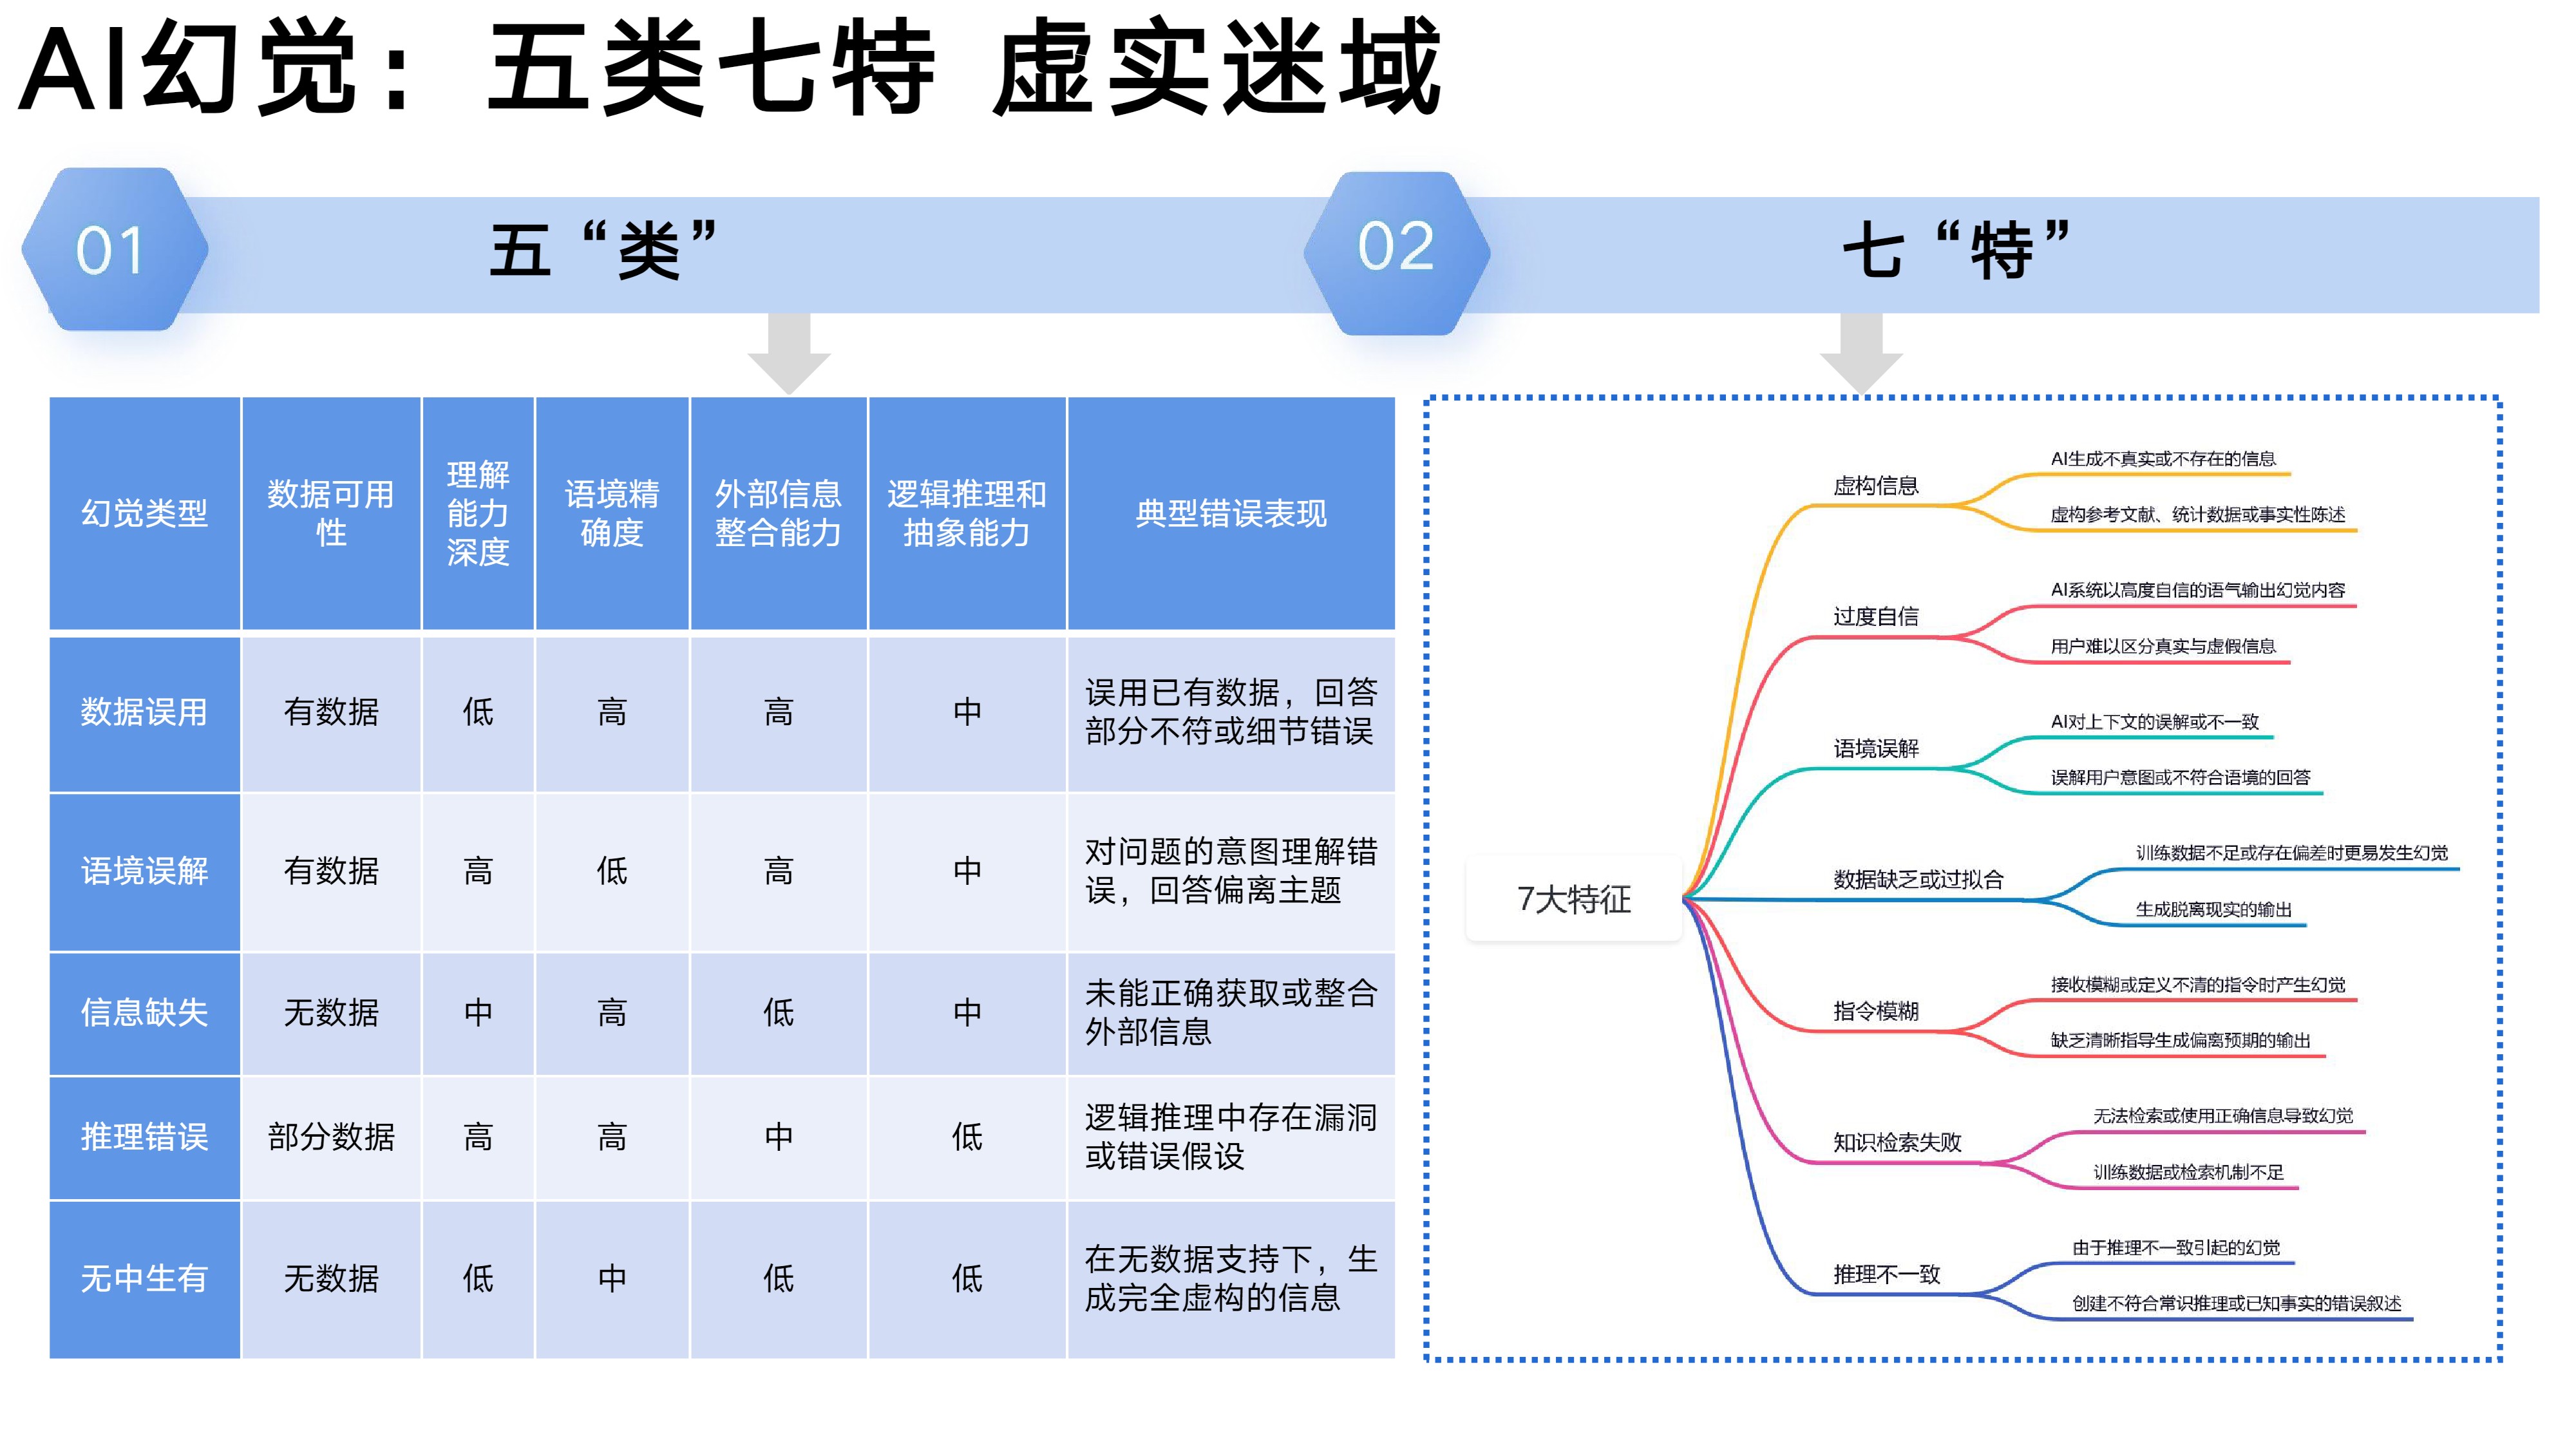 AI幻觉：五类七特 虚实迷域
01
五“类”
02
七“特”
幻觉类型
数据可用
性
理解
能力
深度
语境精
确度
外部信息
整合能力
逻辑推理和
抽象能力
典型错误表现
数据误用
有数据
低
高
高
中
误用已有数据，回答
部分不符或细节错误
语境误解
有数据
高
低
高
中
对问题的意图理解错
误，回答偏离主题
信息缺失
无数据
中
高
低
中
未能正确获取或整合
外部信息
推理错误
部分数据
高
高
中
低
逻辑推理中存在漏洞
或错误假设
无中生有
无数据
低
中
低
低
在无数据支持下，生
成完全虚构的信息
7大特征
虚构信息
AI生成不真实或不存在的信息
虚构参考文献、统计数据或事实性陈述
过度自信
AI系统以高度自信的语气输出幻觉内容
用户难以区分真实与虚假信息
语境误解
AI对上下文的误解或不一致
误解用户意图或不符合语境的回答
数据缺乏或过拟合
训练数据不足或存在偏差时更易发生幻觉
生成脱离现实的输出
指令模糊
接收模糊或定义不清的指令时产生幻觉
缺乏清晰指导生成偏离预期的输出
知识检索失败
无法检索或使用正确信息导致幻觉
训练数据或检索机制不足
推理不一致
由于推理不一致引起的幻觉
创建不符合常识推理或已知事实的错误叙述